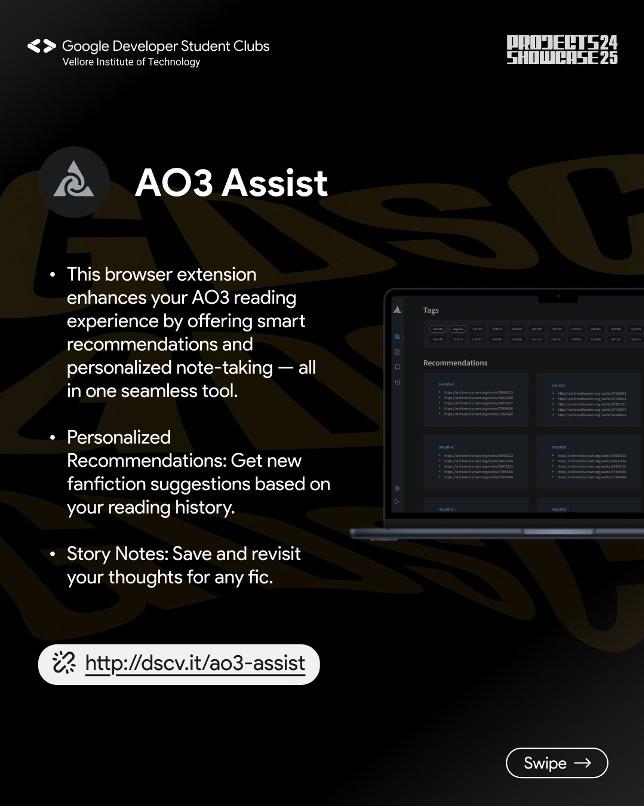 Google Developer Student Clubs
Vellore Institute of Technology
PROJECTS 24
SHOWCASE 25
AO3 Assist
• This browser extension
enhances your AO3 reading
experience by offering smart
recommendations and
personalized note-taking — all
in one seamless tool.
• Personalized
Recommendations: Get new
fanfiction suggestions based on
your reading history.
• Story Notes: Save and revisit
your thoughts for any fic.
http://dscv.it/ao3-assist
Tags
Recommendations
Swipe →